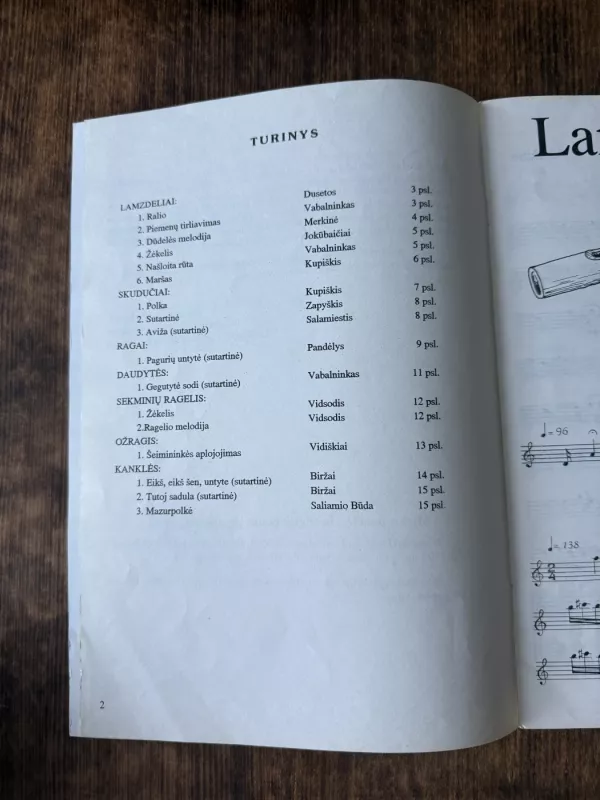 TURINYS
LAMZDELIAI:
1. Ralio Dusetos 3 psl.
2. Piemenų tirliavimas Vabalninkas 3 psl.
3. Dūdelės melodija Merkinė 4 psl.
4. Žėkelis Jokūbaičiai 5 psl.
5. Našloita rūta Vabalninkas 5 psl.
6. Maršas Kupiškis 6 psl.
SKUDUČIAI:
1. Polka Kupiškis 7 psl.
2. Sutartinė Zapyškis 8 psl.
3. Aviža (sutartinė) Salamiestis 8 psl.
RAGAI:
1. Pagurių untytė (sutartinė) Pandėlys 9 psl.
DAUDYTĖS:
1. Gegutytė sodi (sutartinė) Vabalninkas 11 psl.
SEKMINIŲ RAGELIS:
1. Žėkelis Vidsodis 12 psl.
2.Ragelio melodija Vidsodis 12 psl.
OŽRAGIS:
1. Šeimininkės aplojojimas Vidiškiai 13 psl.
KANKLĖS:
1. Eikš, eikš šen, untyte (sutartinė) Biržai 14 psl.
2. Tutoj sadula (sutartinė) Biržai 15 psl.
3. Mazurpolkė Saliamio Būda 15 psl.
2
♩=96
♩=138
2
4